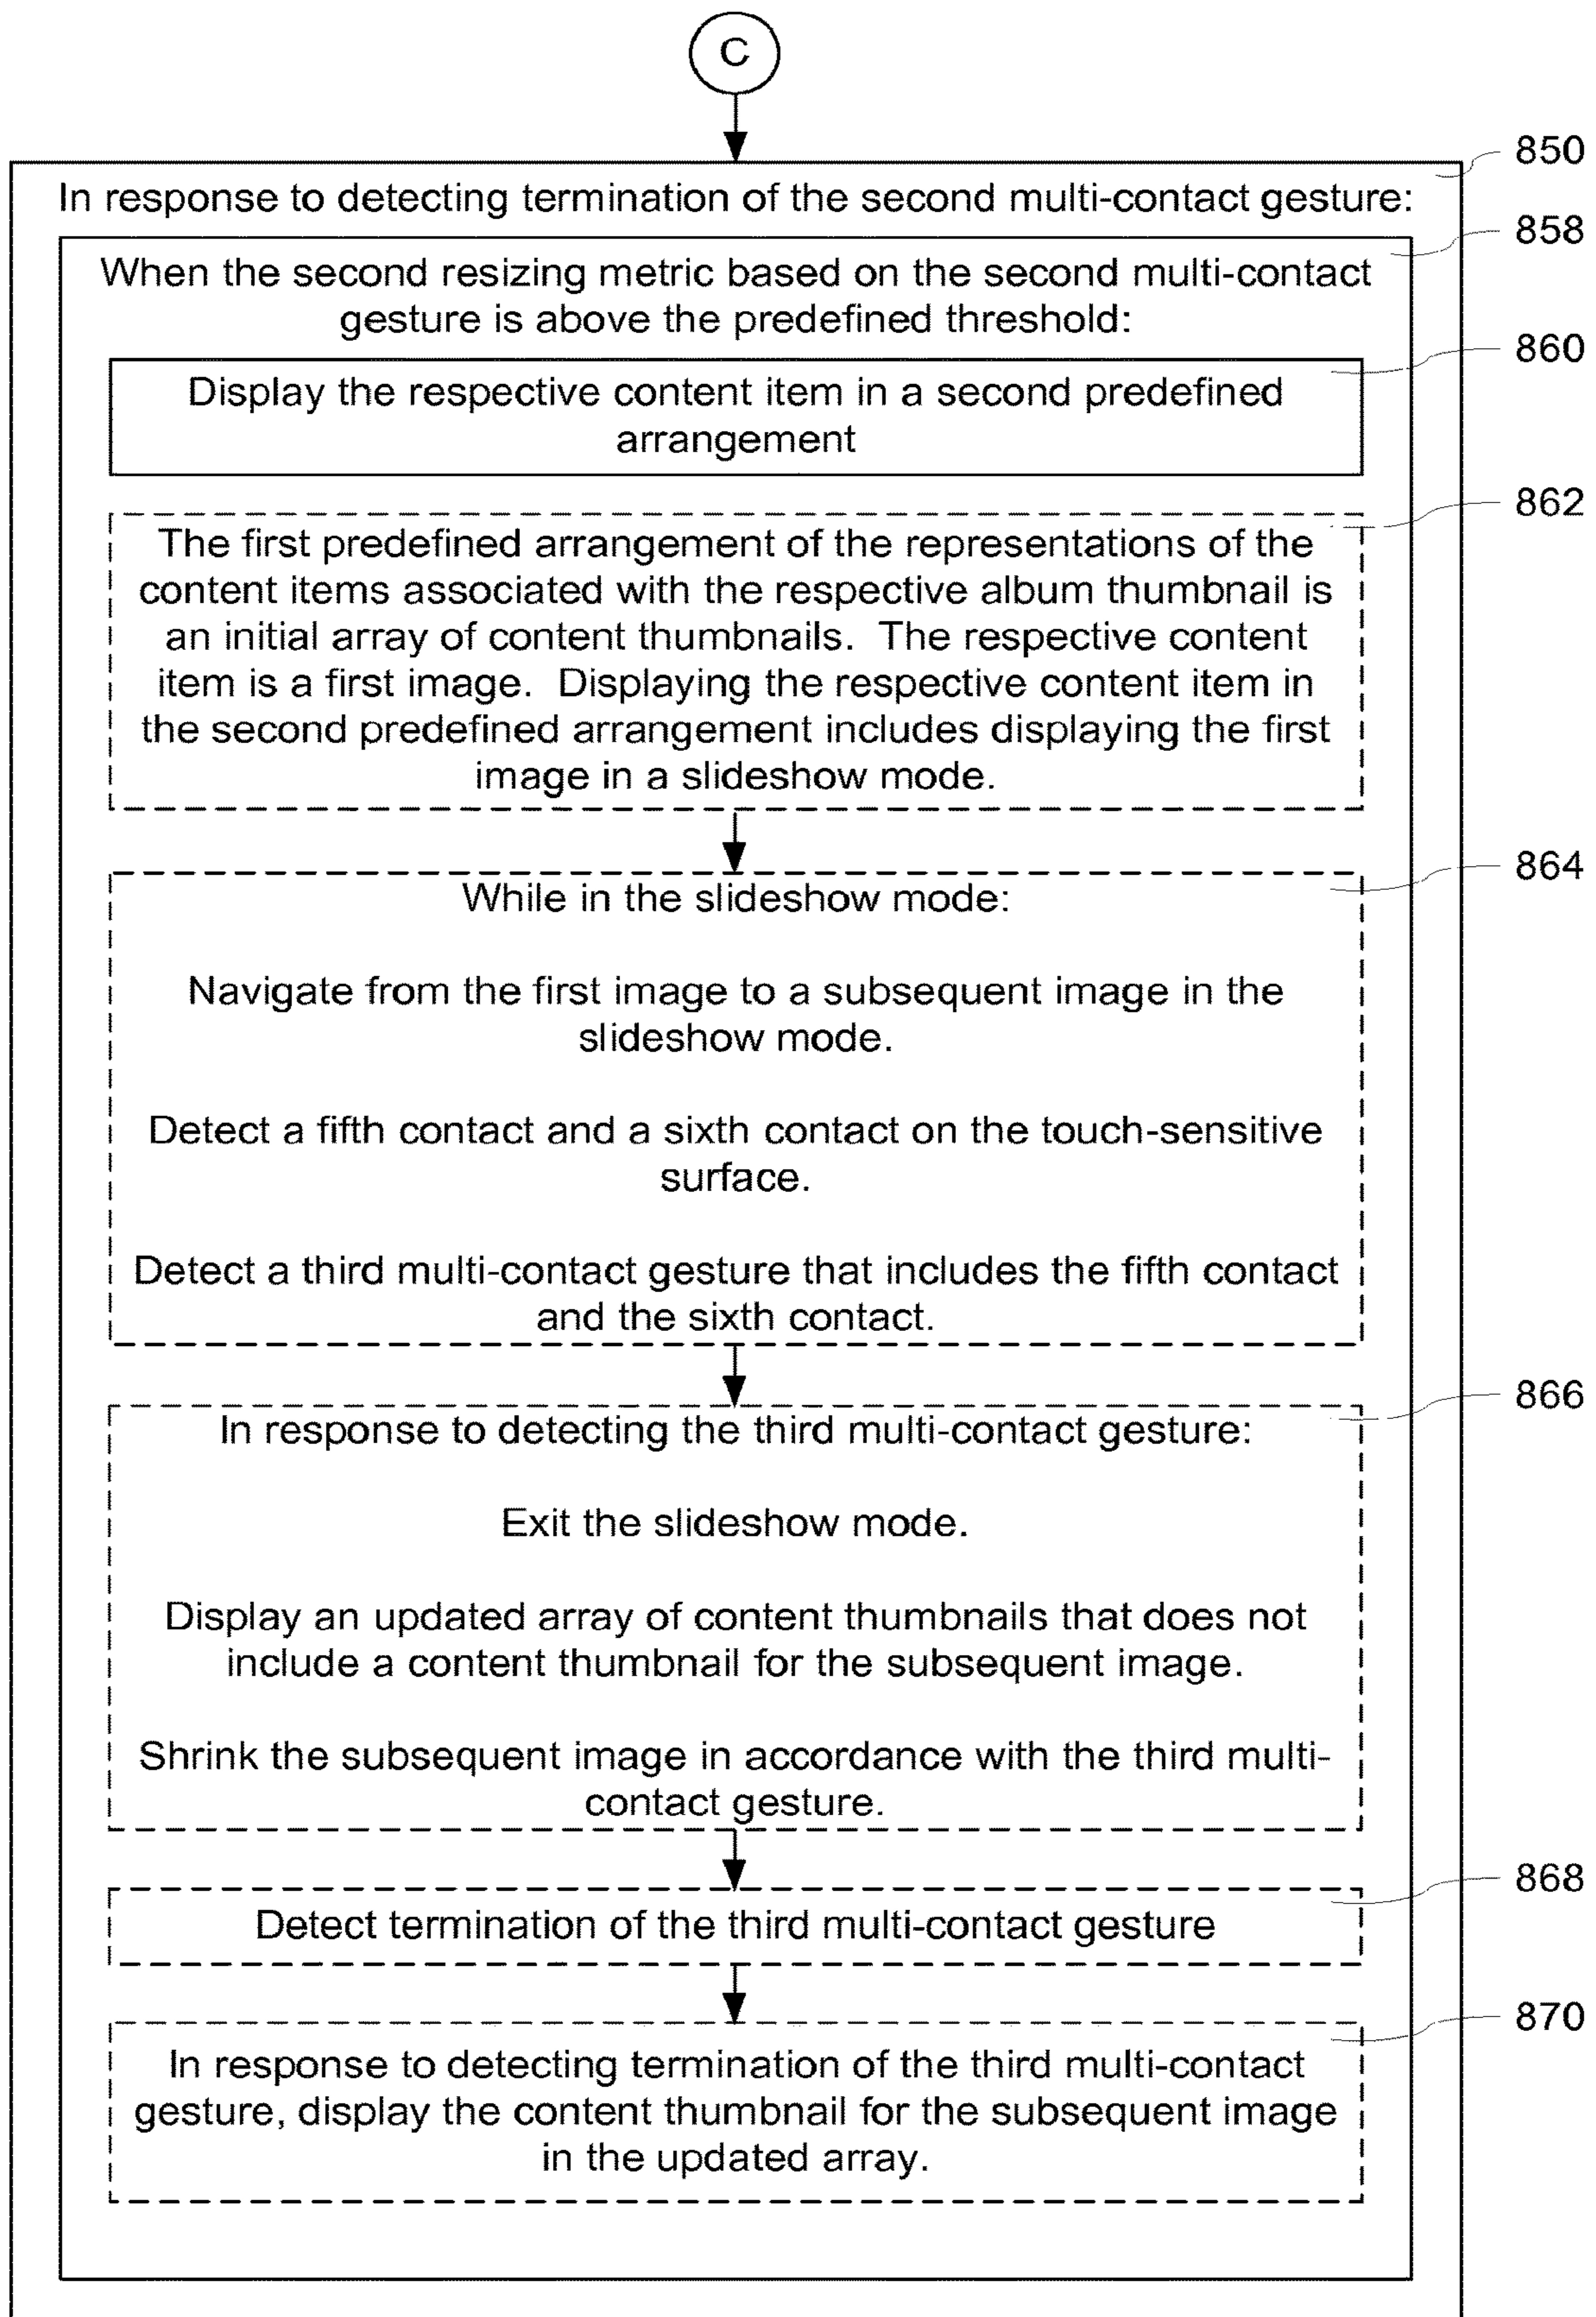 C
850
In response to detecting termination of the second multi-contact gesture:
858
When the second resizing metric based on the second multi-contact
gesture is above the predefined threshold:
860
Display the respective content item in a second predefined
arrangement
862
The first predefined arrangement of the representations of the
content items associated with the respective album thumbnail is
an initial array of content thumbnails.  The respective content
item is a first image.  Displaying the respective content item in
the second predefined arrangement includes displaying the first
image in a slideshow mode.
864
While in the slideshow mode:
Navigate from the first image to a subsequent image in the
slideshow mode.
Detect a fifth contact and a sixth contact on the touch-sensitive
surface.
Detect a third multi-contact gesture that includes the fifth contact
and the sixth contact.
866
In response to detecting the third multi-contact gesture:
Exit the slideshow mode.
Display an updated array of content thumbnails that does not
include a content thumbnail for the subsequent image.
Shrink the subsequent image in accordance with the third multi-
contact gesture.
868
Detect termination of the third multi-contact gesture
870
In response to detecting termination of the third multi-contact
gesture, display the content thumbnail for the subsequent image
in the updated array.